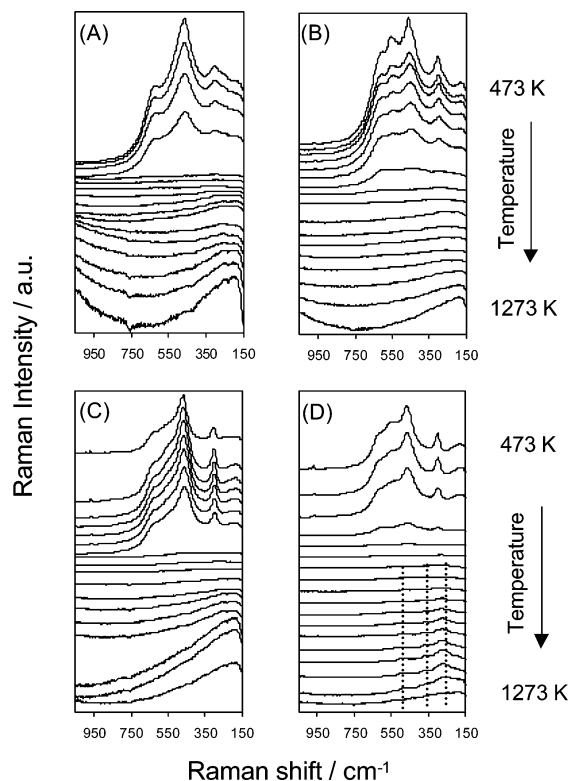 (A)
(B)
473 K
Temperature
1273 K
950 750 550 350 150
950 750 550 350 150
Raman Intensity / a.u.
(C)
(D)
473 K
Temperature
1273 K
950 750 550 350 150
950 750 550 350 150
Raman shift / cm⁻¹